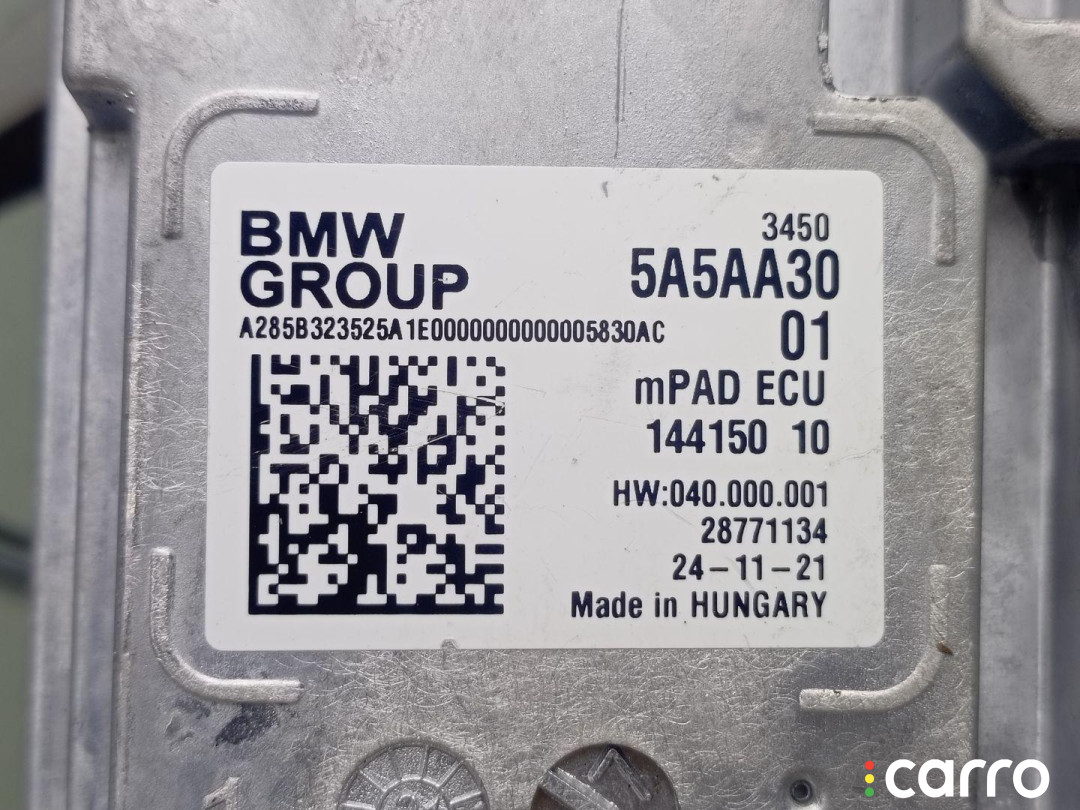 BMW
GROUP
A285B323525A1E0000000000005830AC
3450
5A5AA30
01
mPAD ECU
144150 10
HW:040.000.001
28771134
24-11-21
Made in HUNGARY
carro